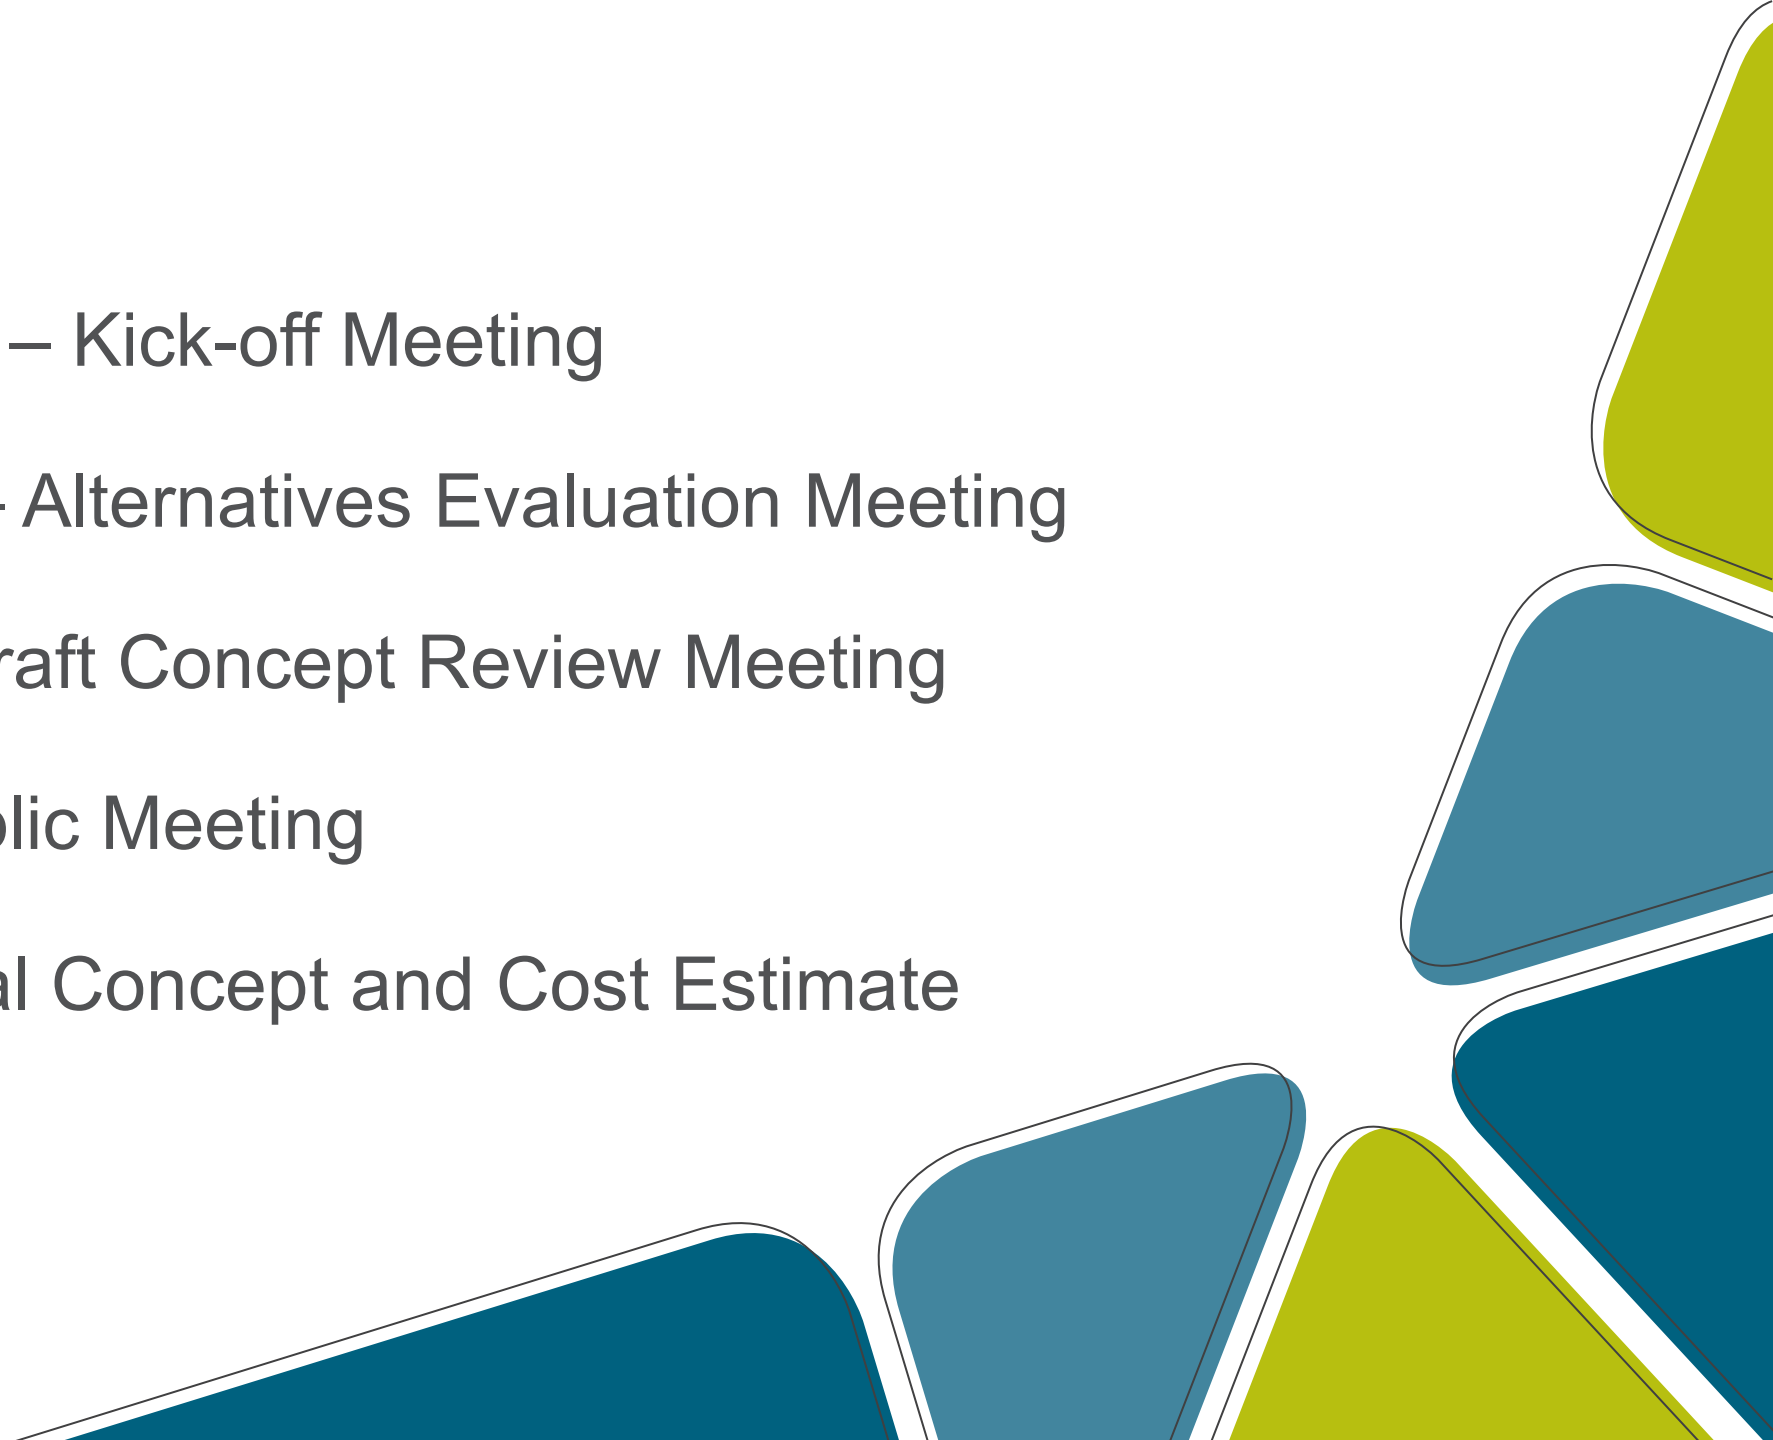 – Kick-off Meeting
– Alternatives Evaluation Meeting
raft Concept Review Meeting
lic Meeting
al Concept and Cost Estimate